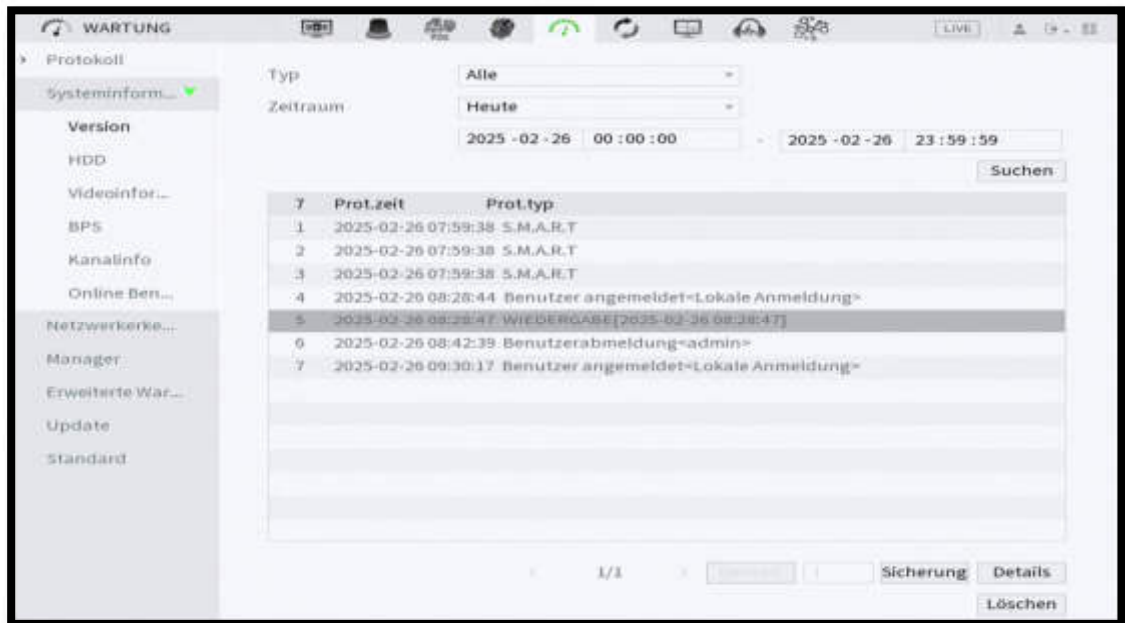 WARTUNG
POS
LIVE
Protokoll
Systeminform...
Version
HDD
Videoinfor...
BPS
Kanalinfo
Online Ben...
Netzwerkerke...
Manager
Erweiterte War...
Update
Standard
Typ Alle
Zeitraum Heute
2025 -02 -26 00 :00 :00 - 2025 -02 -26 23 :59 :59
Suchen
7 Prot.zeit Prot.typ
1 2025-02-26 07:59:38 S.M.A.R.T
2 2025-02-26 07:59:38 S.M.A.R.T
3 2025-02-26 07:59:38 S.M.A.R.T
4 2025-02-26 08:28:44 Benutzer angemeldet<Lokale Anmeldung>
5 2025-02-26 08:28:47 WIEDERGABE[2025-02-26 08:28:47]
6 2025-02-26 08:42:39 Benutzerabmeldung<admin>
7 2025-02-26 09:30:17 Benutzer angemeldet<Lokale Anmeldung>
1/1 1 Sicherung Details
Löschen